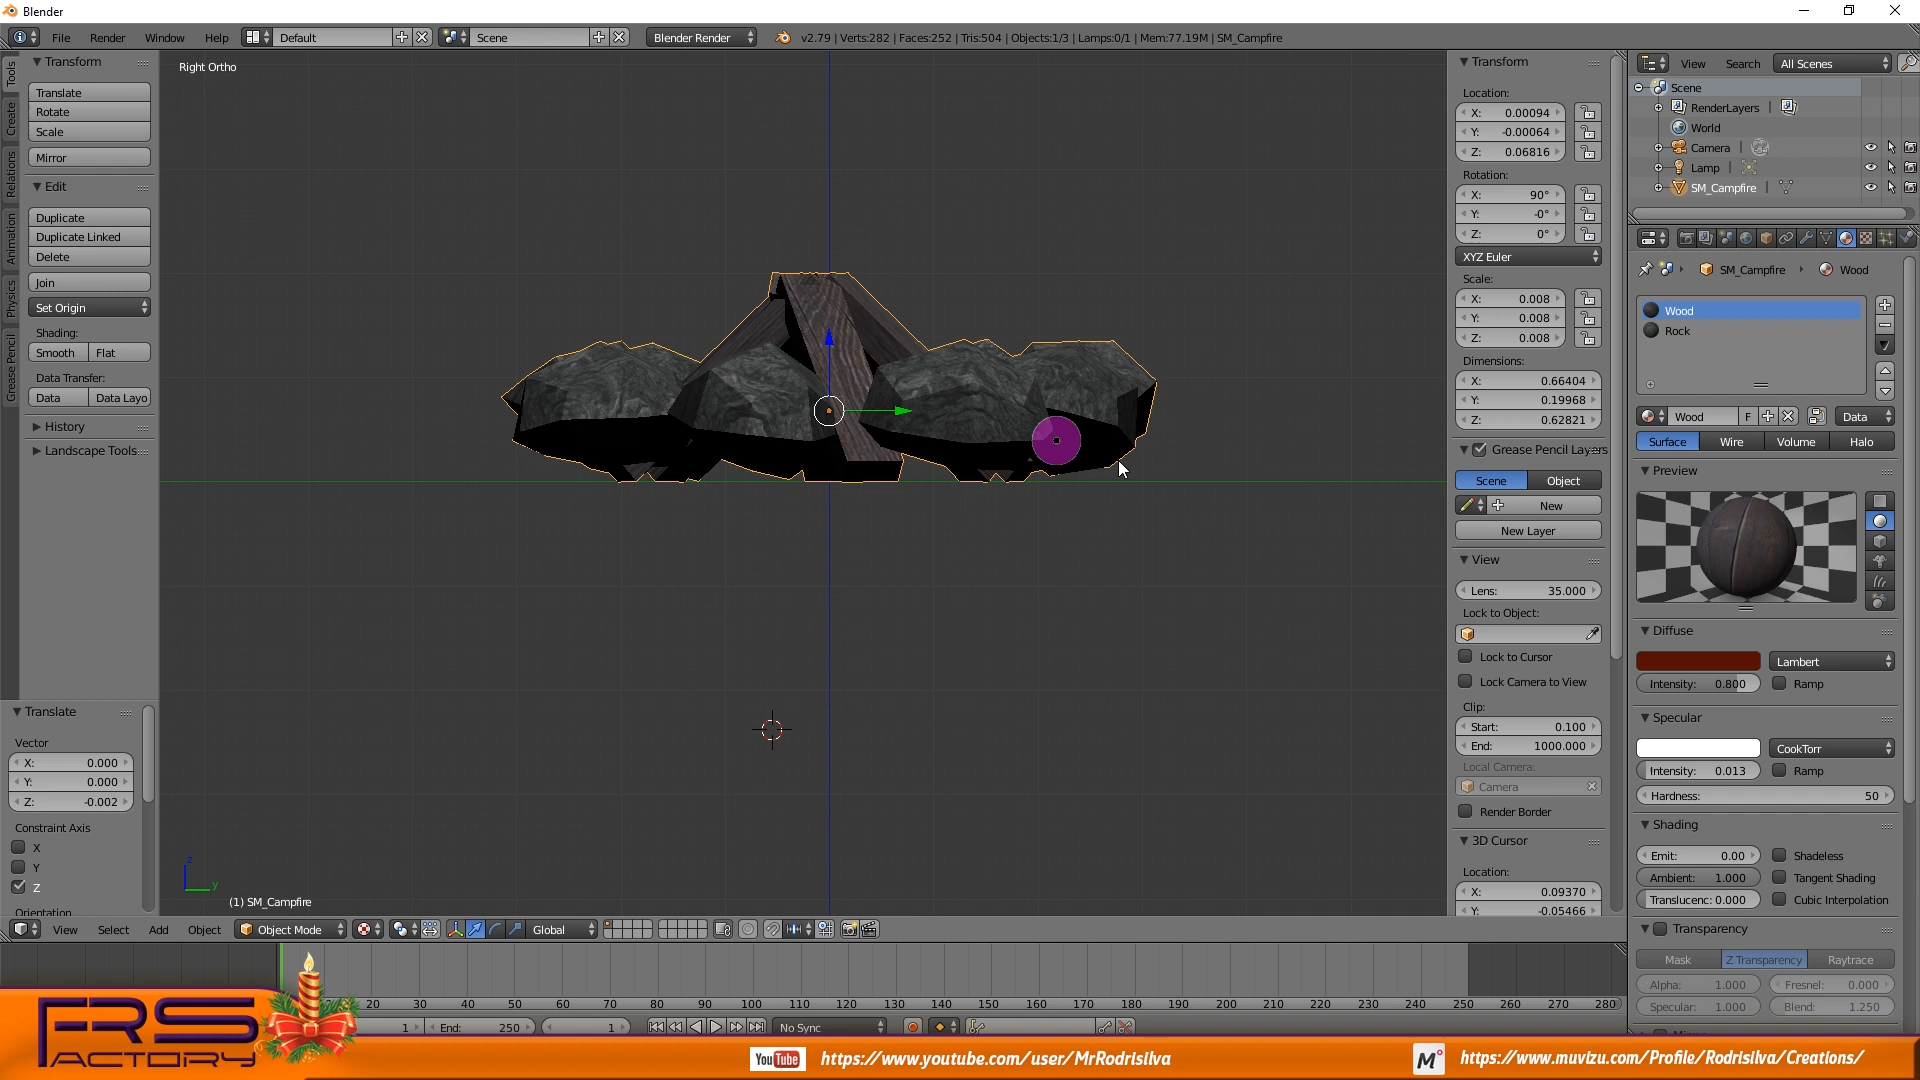 Blender
File Render Window Help Default Scene Blender Render v2.79 | Verts:282 | Faces:252 | Tris:504 | Objects:1/3 | Lamps:0/1 | Mem:77.19M | SM_Campfire
Tools
Create
Relations
Animation
Physics
Grease Pencil
Transform
Translate
Rotate
Scale
Mirror
Edit
Duplicate
Duplicate Linked
Delete
Join
Set Origin
Shading:
Smooth Flat
Data Transfer:
Data Data Layo
History
Landscape Tools
Translate
Vector
X: 0.000
Y: 0.000
Z: -0.002
Constraint Axis
X
Y
Z
Orientation
Right Ortho
z
y
(1) SM_Campfire
View Select Add Object Object Mode Global
Transform
Location:
X: 0.00094
Y: -0.00064
Z: 0.06816
Rotation:
X: 90°
Y: -0°
Z: 0°
XYZ Euler
Scale:
X: 0.008
Y: 0.008
Z: 0.008
Dimensions:
X: 0.66404
Y: 0.19968
Z: 0.62821
Grease Pencil Layers
Scene Object
New
New Layer
View
Lens: 35.000
Lock to Object:
Lock to Cursor
Lock Camera to View
Clip:
Start: 0.100
End: 1000.000
Local Camera:
Camera
Render Border
3D Cursor
Location:
X: 0.09370
Y: -0.05466
View Search All Scenes
Scene
RenderLayers
World
Camera
Lamp
SM_Campfire
SM_Campfire Wood
Wood
Rock
Wood F Data
Surface Wire Volume Halo
Preview
Diffuse
Lambert
Intensity: 0.800 Ramp
Specular
CookTorr
Intensity: 0.013 Ramp
Hardness: 50
Shading
Emit: 0.00 Shadeless
Ambient: 1.000 Tangent Shading
Translucenc: 0.000 Cubic Interpolation
Transparency
Mask Z Transparency Raytrace
Alpha: 1.000 Fresnel: 0.000
Specular: 1.000 Blend: 1.250
20 30 40 50 60 70 80 90 100 110 120 130 140 150 160 170 180 190 200 210 220 230 240 250 260 270 280
1 End: 250 1 No Sync
FRS
FACTORY
YouTube https://www.youtube.com/user/MrRodrisilva M https://www.muvizu.com/Profile/Rodrisilva/Creations/